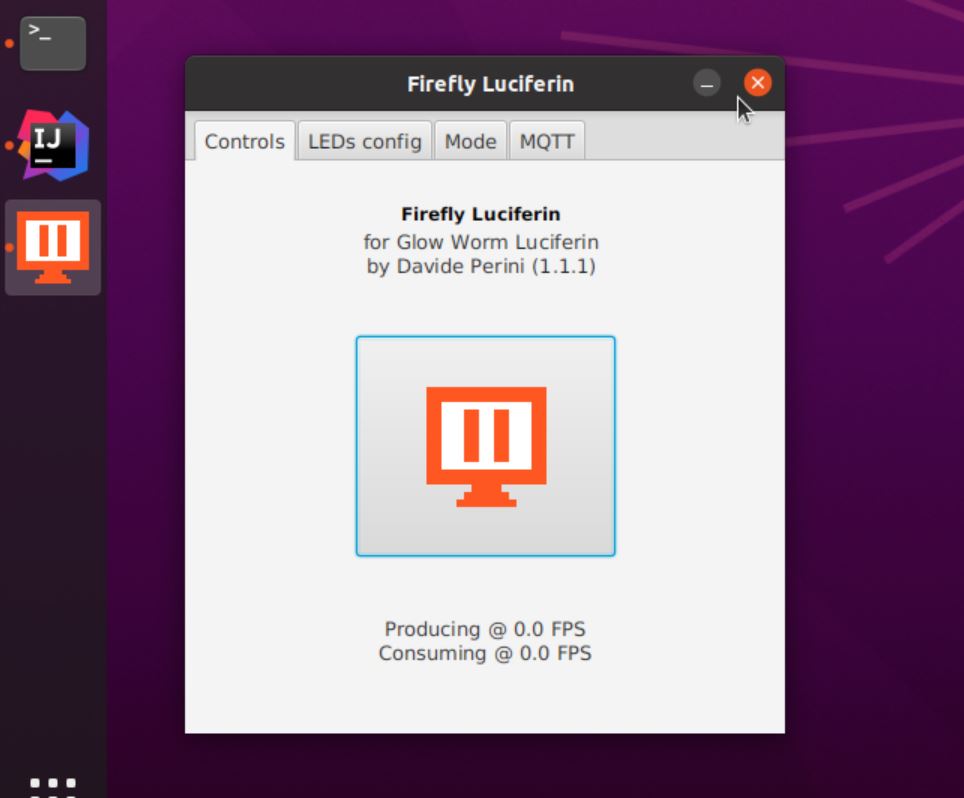 >_
IJ
Firefly Luciferin
Controls
LEDs config
Mode
MQTT
Firefly Luciferin
for Glow Worm Luciferin
by Davide Perini (1.1.1)
Producing @ 0.0 FPS
Consuming @ 0.0 FPS